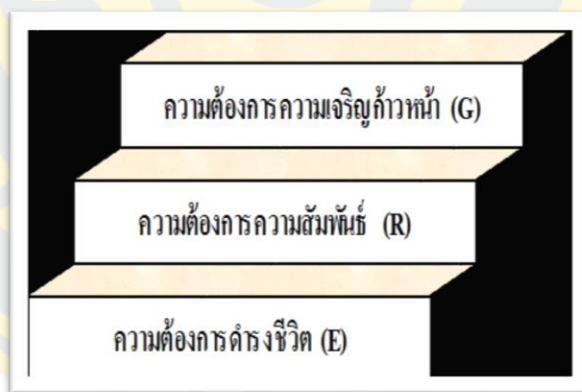 ความต้องการความเจริญก้าวหน้า (G)
ความต้องการความสัมพันธ์ (R)
ความต้องการดำรงชีวิต (E)